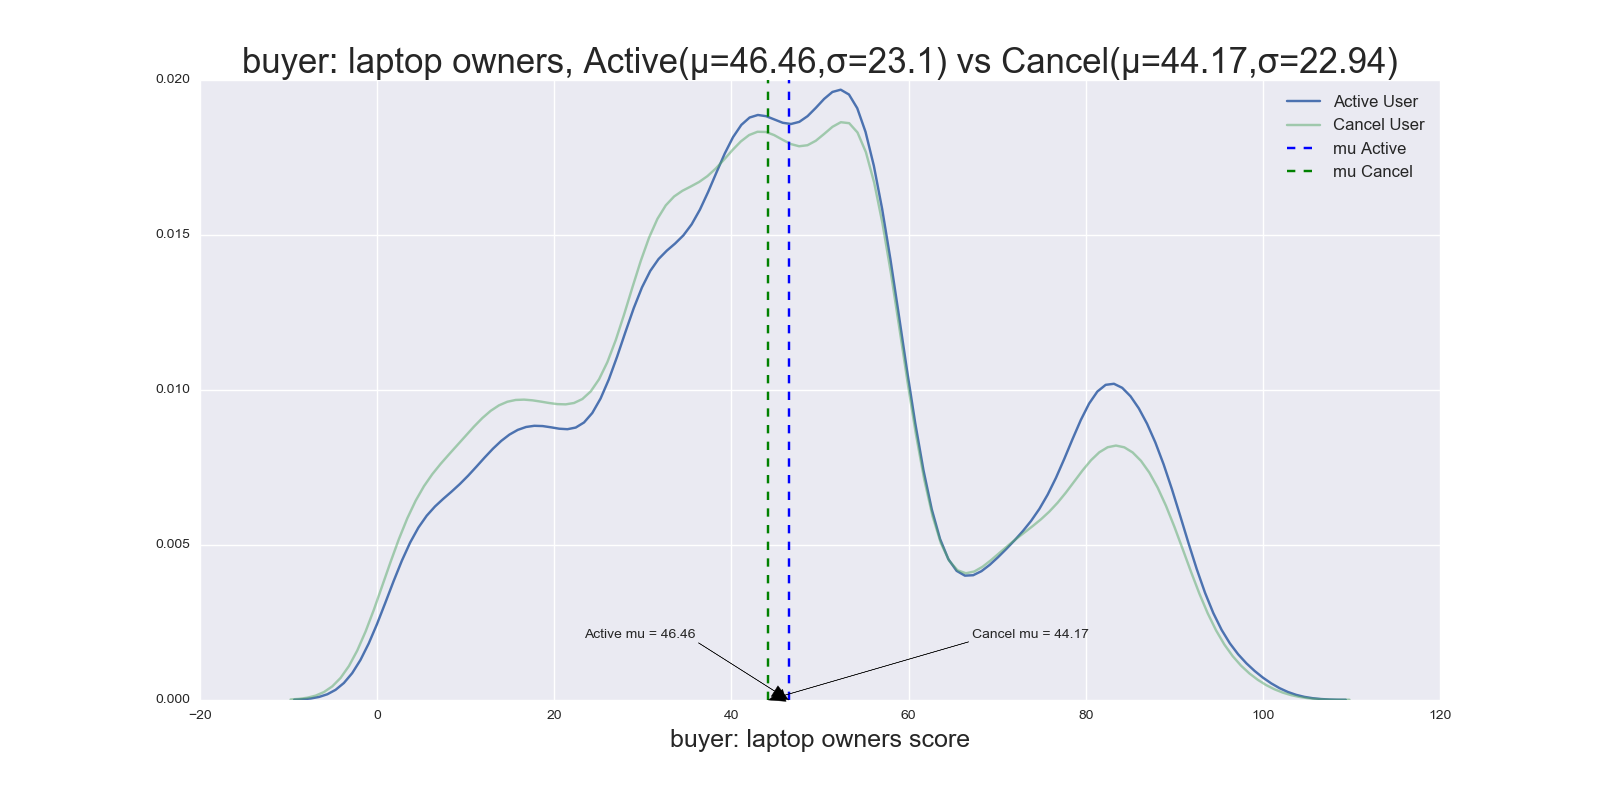 buyer: laptop owners, Active(μ=46.46,σ=23.1) vs Cancel(μ=44.17,σ=22.94)
0.020
0.015
0.010
0.005
0.000
Active User
Cancel User
mu Active
mu Cancel
Active mu = 46.46
Cancel mu = 44.17
−20
0
20
40
60
80
100
120
buyer: laptop owners score